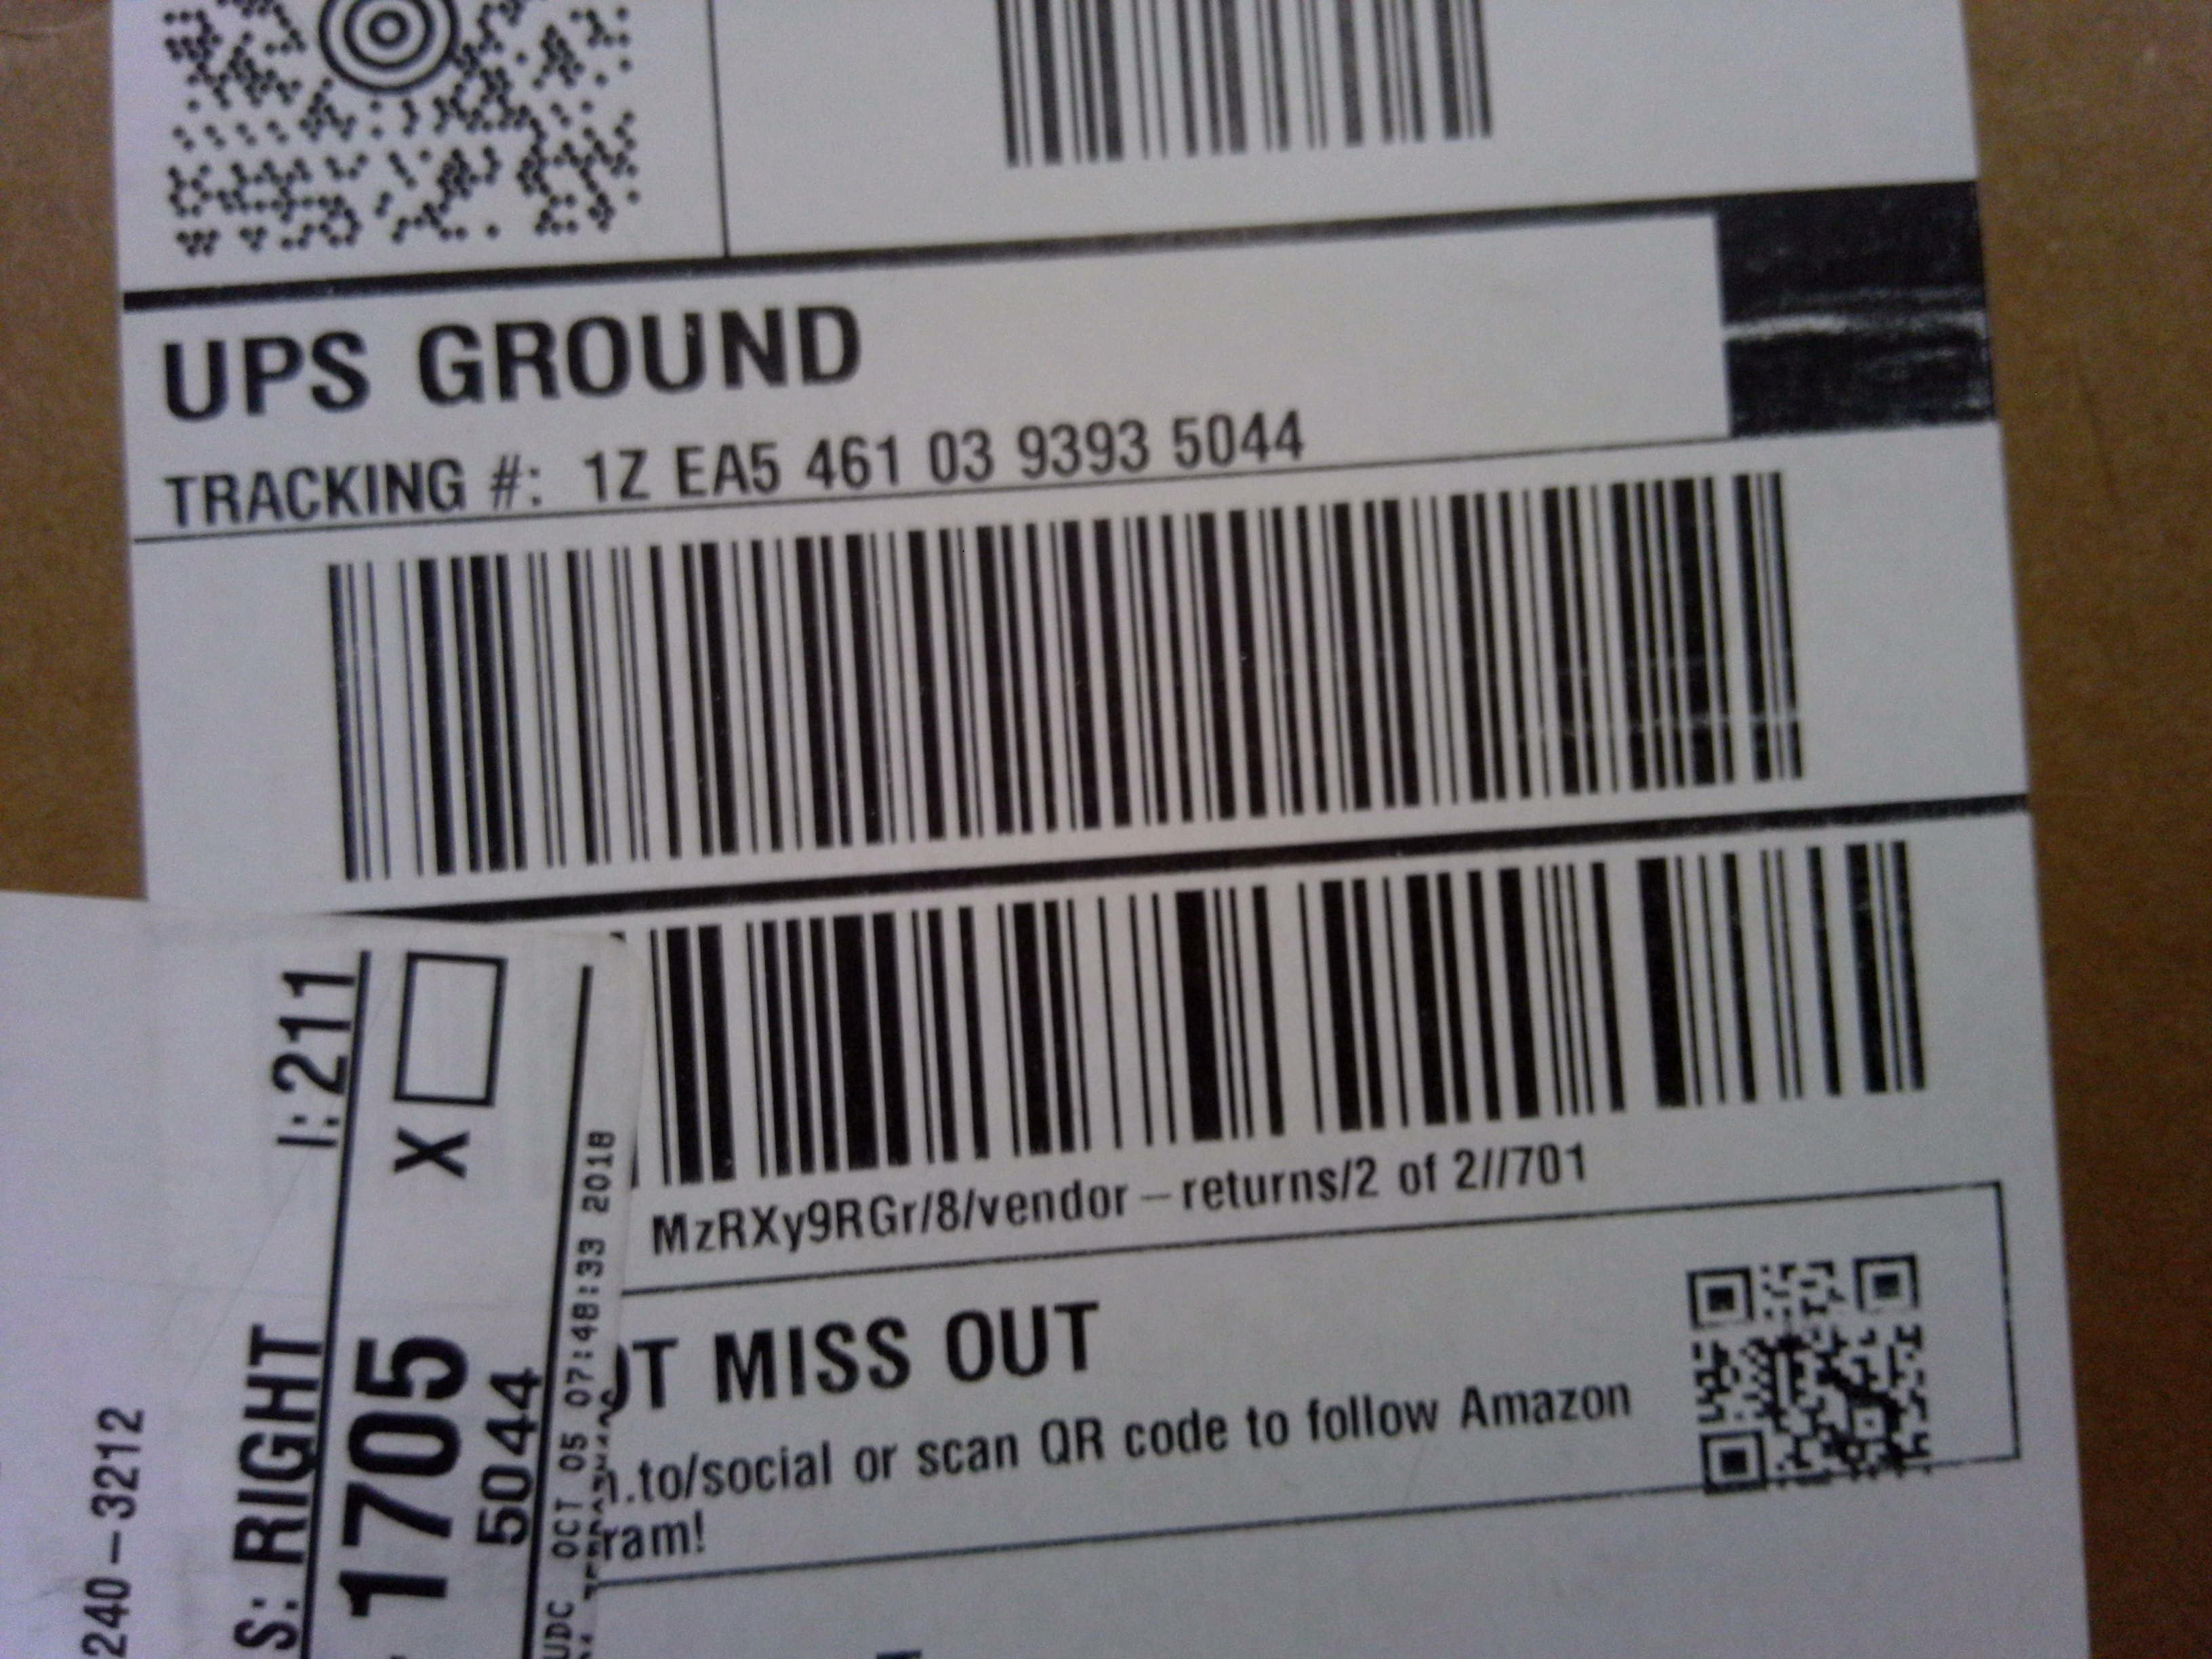 UPS GROUND
TRACKING #: 1Z EA5 461 03 9393 5044
MzRXy9RGr/8/vendor-returns/2 of 2//701
OT MISS OUT
.to/social or scan QR code to follow Amazon
ram!
I:211
X
S: RIGHT
1705
5044
UDC OCT 05 07:48:33 2018
240-3212